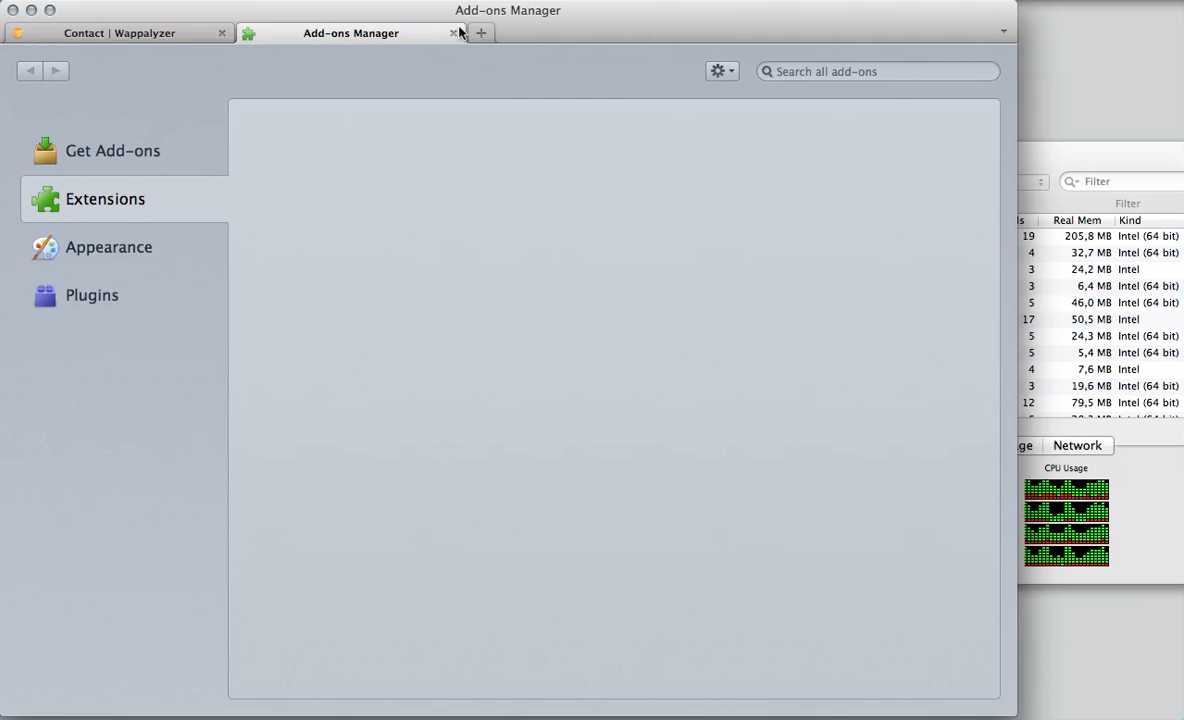 Add-ons Manager
Contact | Wappalyzer
Add-ons Manager
Search all add-ons
Get Add-ons
Extensions
Appearance
Plugins
Filter
Filter
ls Real Mem Kind
19 205,8 MB Intel (64 bit)
4 32,7 MB Intel (64 bit)
3 24,2 MB Intel
3 6,4 MB Intel (64 bit)
5 46,0 MB Intel (64 bit)
17 50,5 MB Intel
5 24,3 MB Intel (64 bit)
5 5,4 MB Intel (64 bit)
4 7,6 MB Intel
3 19,6 MB Intel (64 bit)
12 79,5 MB Intel (64 bit)
ge Network
CPU Usage